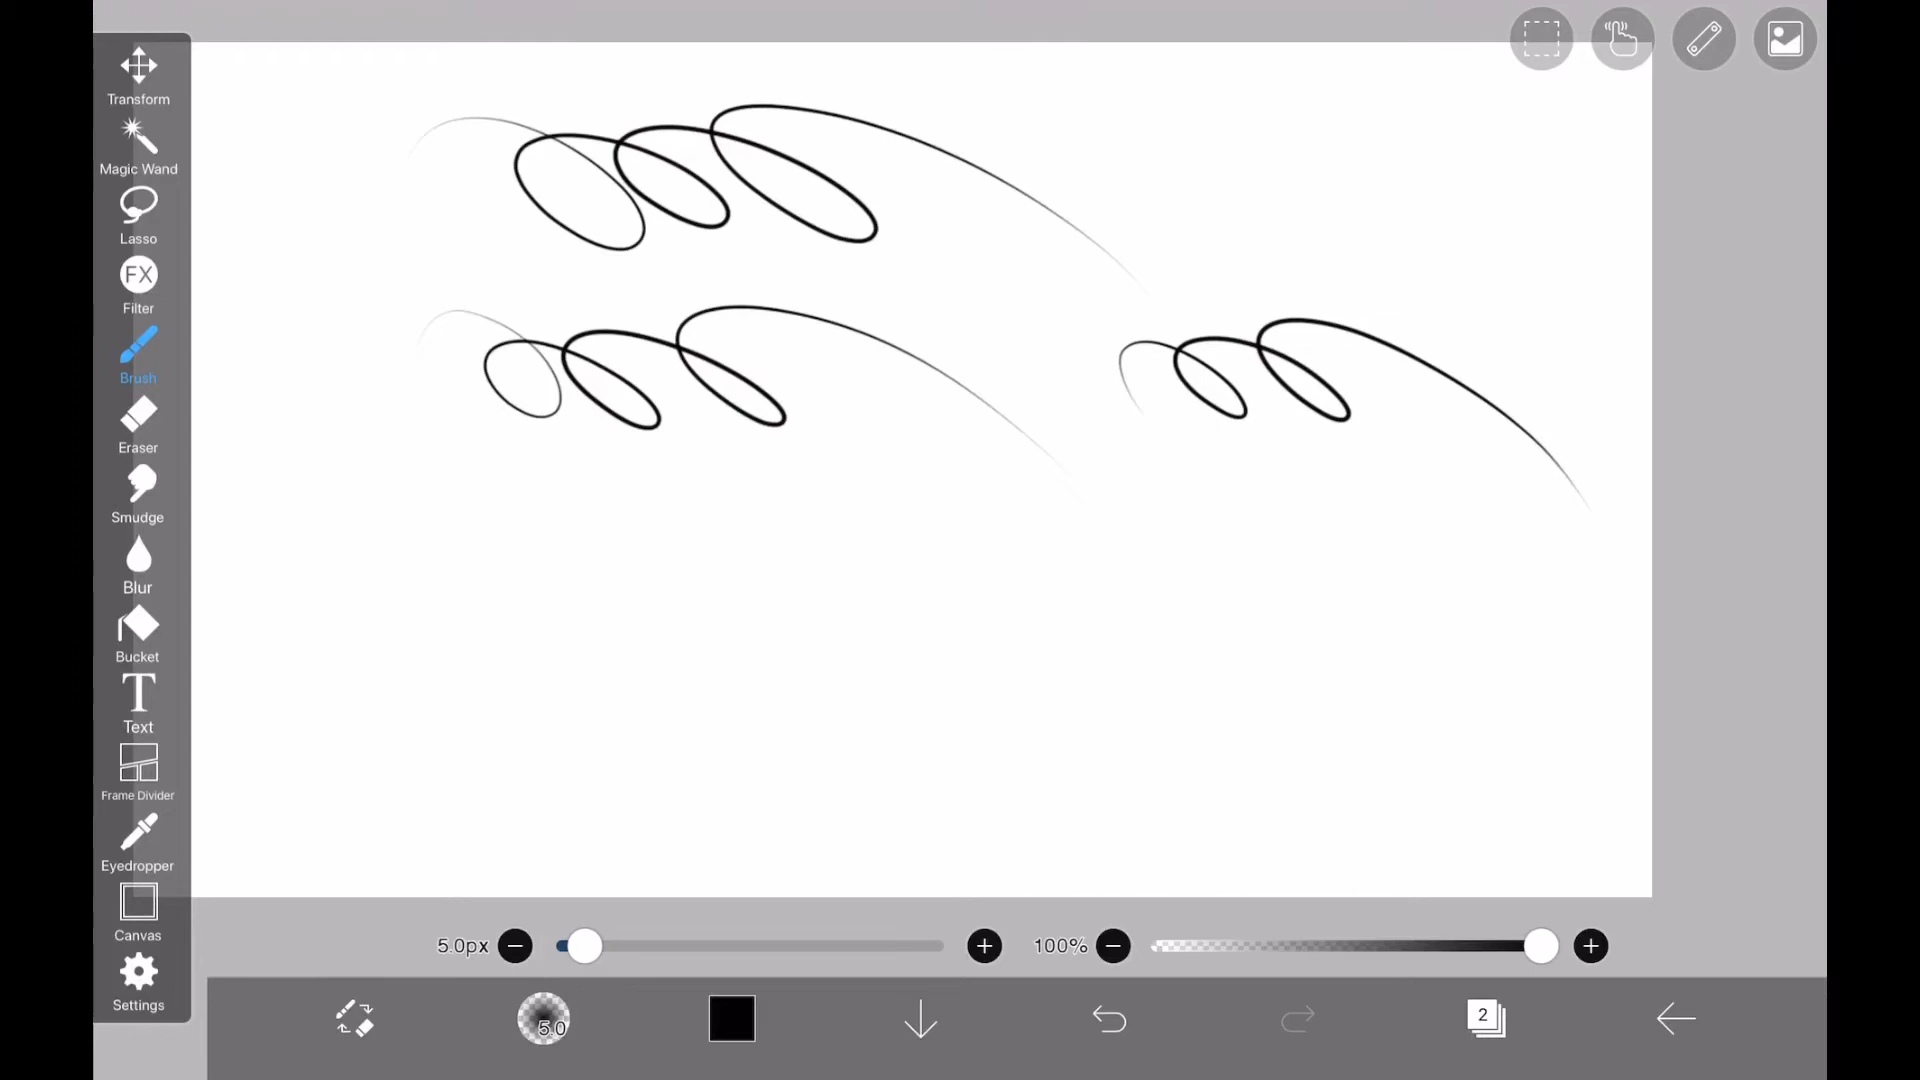 Transform
Magic Wand
Lasso
FX
Filter
Brush
Eraser
Smudge
Blur
Bucket
T
Text
Frame Divider
Eyedropper
Canvas
Settings
5.0px
100%
5.0
2